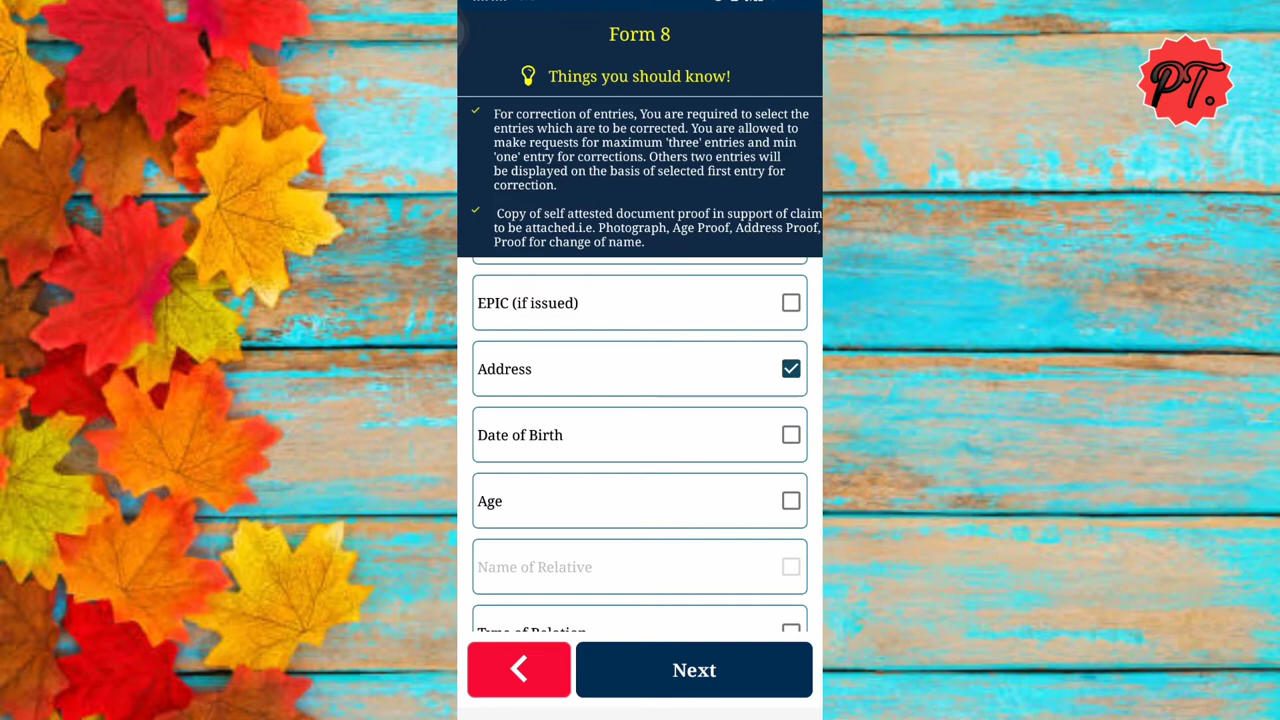 Form 8
Things you should know!
For correction of entries, You are required to select the
entries which are to be corrected. You are allowed to
make requests for maximum 'three' entries and min
'one' entry for corrections. Others two entries will
be displayed on the basis of selected first entry for
correction.
Copy of self attested document proof in support of claim
to be attached.i.e. Photograph, Age Proof, Address Proof,
Proof for change of name.
EPIC (if issued)
Address
Date of Birth
Age
Name of Relative
Type of Relation
Next
PT.